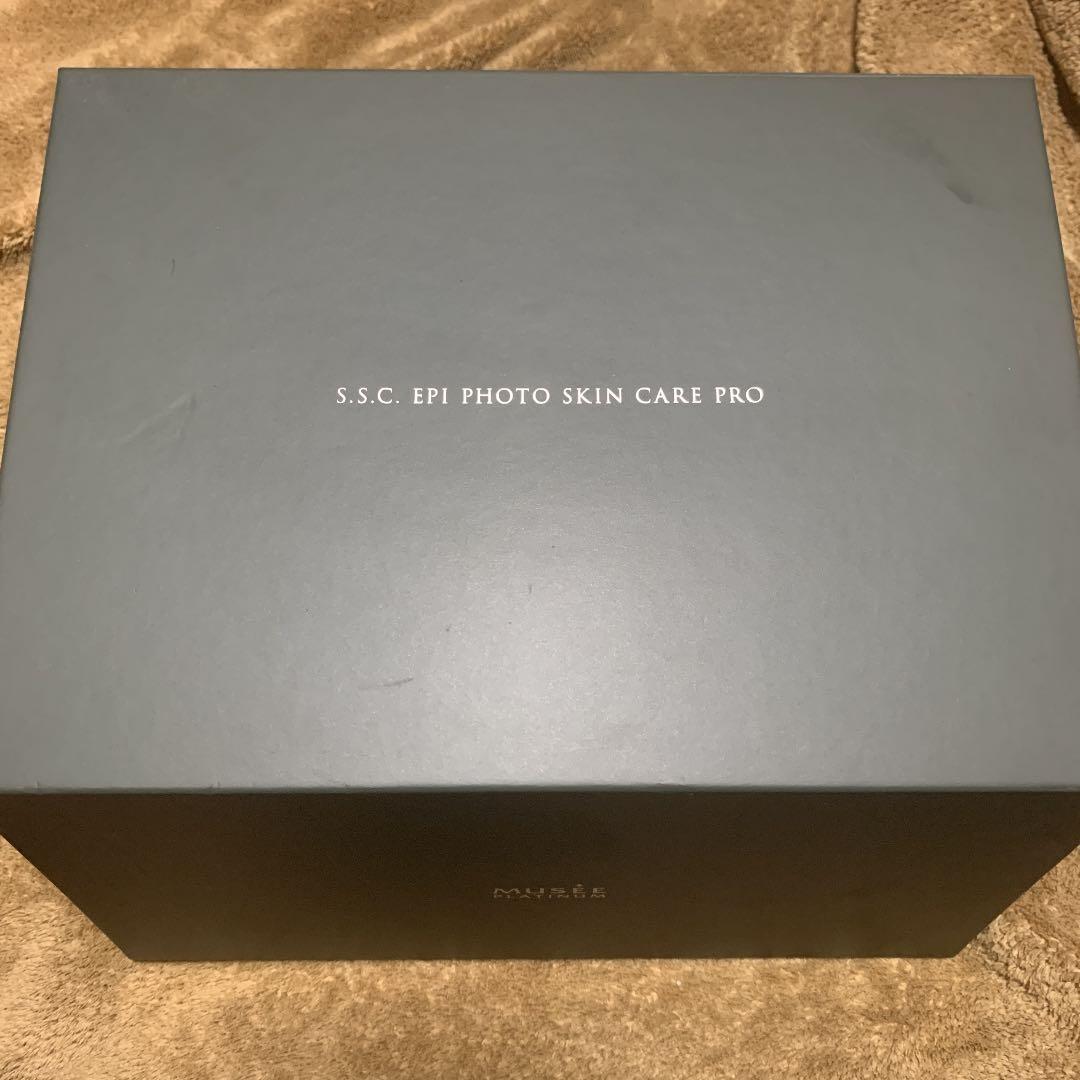 S.S.C. EPI PHOTO SKIN CARE PRO
MUSÉE
PLATINUM